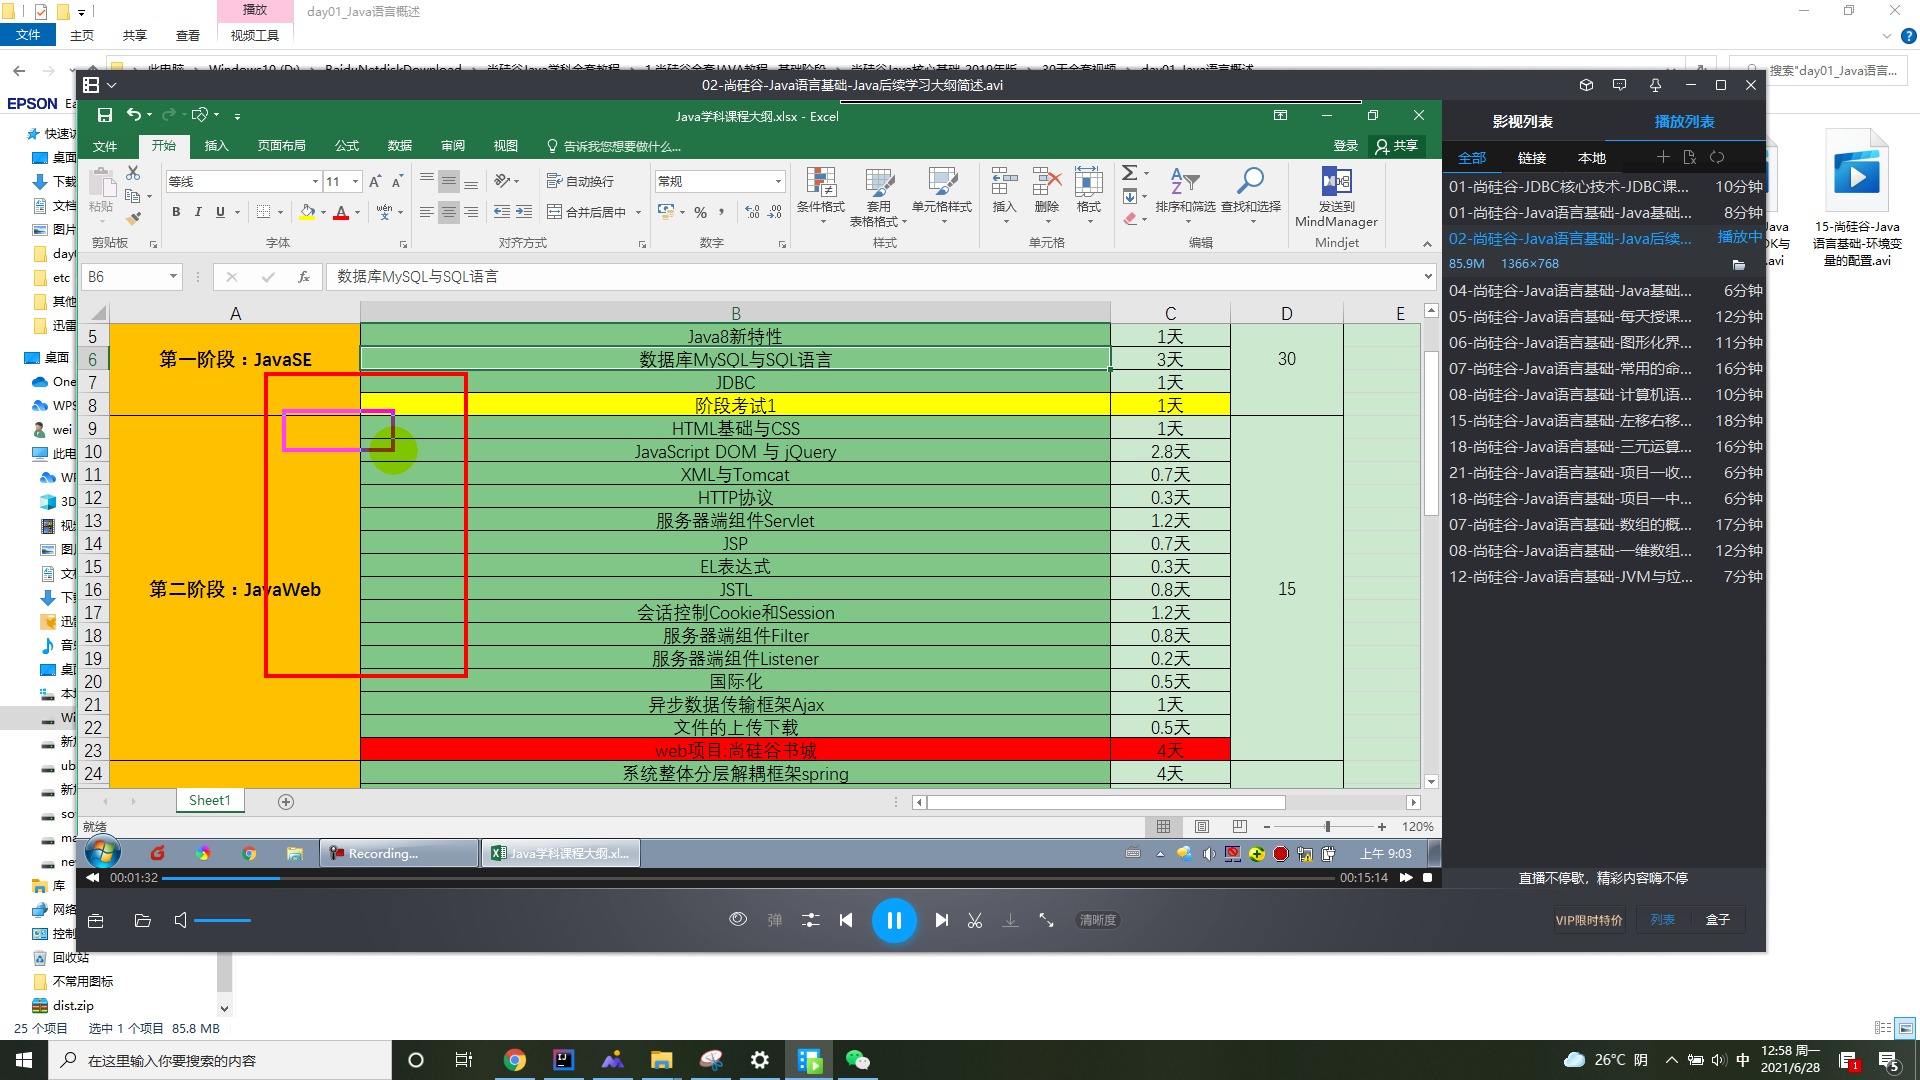 播放
day01_Java语言概述
文件
主页
共享
查看
视频工具
搜索"day01_Java语言...
EPSON
02-尚硅谷-Java语言基础-Java后续学习大纲简述.avi
Java学科课程大纲.xlsx - Excel
文件
开始
插入
页面布局
公式
数据
审阅
视图
告诉我您想要做什么...
登录
共享
粘贴
等线
11
自动换行
合并后居中
常规
条件格式
套用
表格格式
单元格样式
插入
删除
格式
排序和筛选
查找和选择
发送到
MindManager
剪贴板
字体
对齐方式
数字
样式
单元格
编辑
Mindjet
B6
数据库MySQL与SQL语言
A B C D E
5 Java8新特性 1天
6 第一阶段：JavaSE 数据库MySQL与SQL语言 3天 30
7 JDBC 1天
8 阶段考试1 1天
9 HTML基础与CSS 1天
10 JavaScript DOM 与 jQuery 2.8天
11 XML与Tomcat 0.7天
12 HTTP协议 0.3天
13 服务器端组件Servlet 1.2天
14 JSP 0.7天
15 EL表达式 0.3天
16 第二阶段：JavaWeb JSTL 0.8天 15
17 会话控制Cookie和Session 1.2天
18 服务器端组件Filter 0.8天
19 服务器端组件Listener 0.2天
20 国际化 0.5天
21 异步数据传输框架Ajax 1天
22 文件的上传下载 0.5天
23 web项目:尚硅谷书城 4天
24 系统整体分层解耦框架spring 4天
Sheet1
就绪
120%
Recording...
Java学科课程大纲.xl...
上午 9:03
00:01:32
00:15:14
弹
清晰度
影视列表
播放列表
全部
链接
本地
01-尚硅谷-JDBC核心技术-JDBC课... 10分钟
01-尚硅谷-Java语言基础-Java基础... 8分钟
02-尚硅谷-Java语言基础-Java后续... 播放中
85.9M 1366×768
04-尚硅谷-Java语言基础-Java基础... 6分钟
05-尚硅谷-Java语言基础-每天授课... 12分钟
06-尚硅谷-Java语言基础-图形化界... 11分钟
07-尚硅谷-Java语言基础-常用的命... 16分钟
08-尚硅谷-Java语言基础-计算机语... 10分钟
15-尚硅谷-Java语言基础-左移右移... 18分钟
18-尚硅谷-Java语言基础-三元运算... 16分钟
21-尚硅谷-Java语言基础-项目一收... 6分钟
18-尚硅谷-Java语言基础-项目一中... 6分钟
07-尚硅谷-Java语言基础-数组的概... 17分钟
08-尚硅谷-Java语言基础-一维数组... 12分钟
12-尚硅谷-Java语言基础-JVM与垃... 7分钟
直播不停歇，精彩内容嗨不停
VIP限时特价
列表
盒子
15-尚硅谷-Java
语言基础-环境变
量的配置.avi
快速访
桌面
下载
文档
图片
day
etc
其他
迅雷
桌面
One
WPS
wei
此电
3D
库
网络
控制
回收站
不常用图标
dist.zip
25 个项目
选中 1 个项目 85.8 MB
在这里输入你要搜索的内容
26°C 阴
中
12:58 周一
2021/6/28
1
5